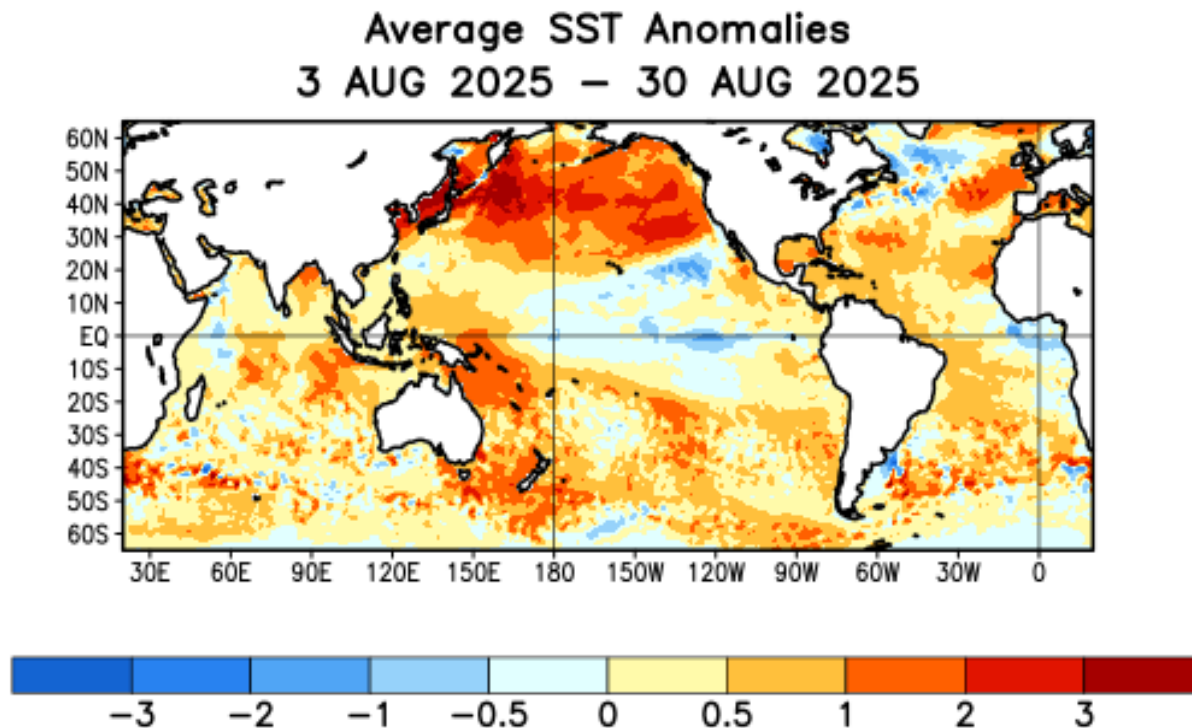 Average SST Anomalies
3 AUG 2025 – 30 AUG 2025
60N
50N
40N
30N
20N
10N
EQ
10S
20S
30S
40S
50S
60S
30E 60E 90E 120E 150E 180 150W 120W 90W 60W 30W 0
−3 −2 −1 −0.5 0 0.5 1 2 3